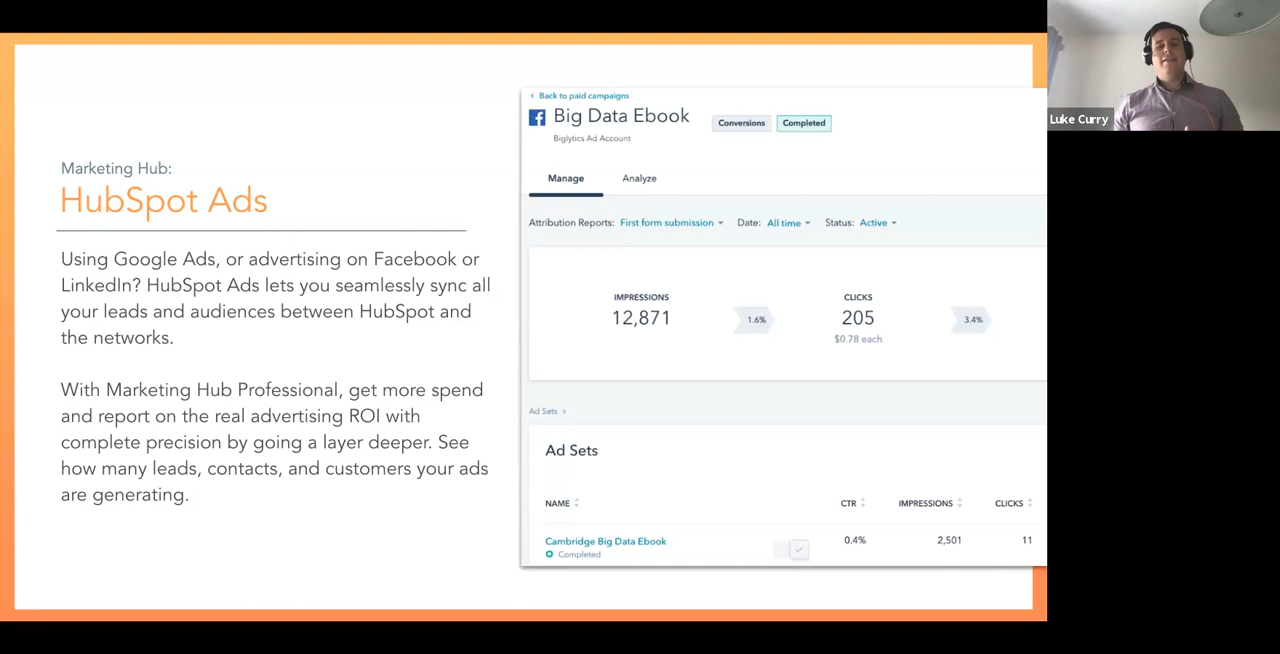 Marketing Hub:
HubSpot Ads
Using Google Ads, or advertising on Facebook or
LinkedIn? HubSpot Ads lets you seamlessly sync all
your leads and audiences between HubSpot and
the networks.
With Marketing Hub Professional, get more spend
and report on the real advertising ROI with
complete precision by going a layer deeper. See
how many leads, contacts, and customers your ads
are generating.
Back to paid campaigns
Big Data Ebook
Conversions
Completed
Biglytics Ad Account
Manage Analyze
Attribution Reports: First form submission Date: All time Status: Active
IMPRESSIONS
12,871
1.6%
CLICKS
205
$0.78 each
3.4%
Ad Sets
Ad Sets
NAME CTR IMPRESSIONS CLICKS
Cambridge Big Data Ebook 0.4% 2,501 11
Completed
Luke Curry